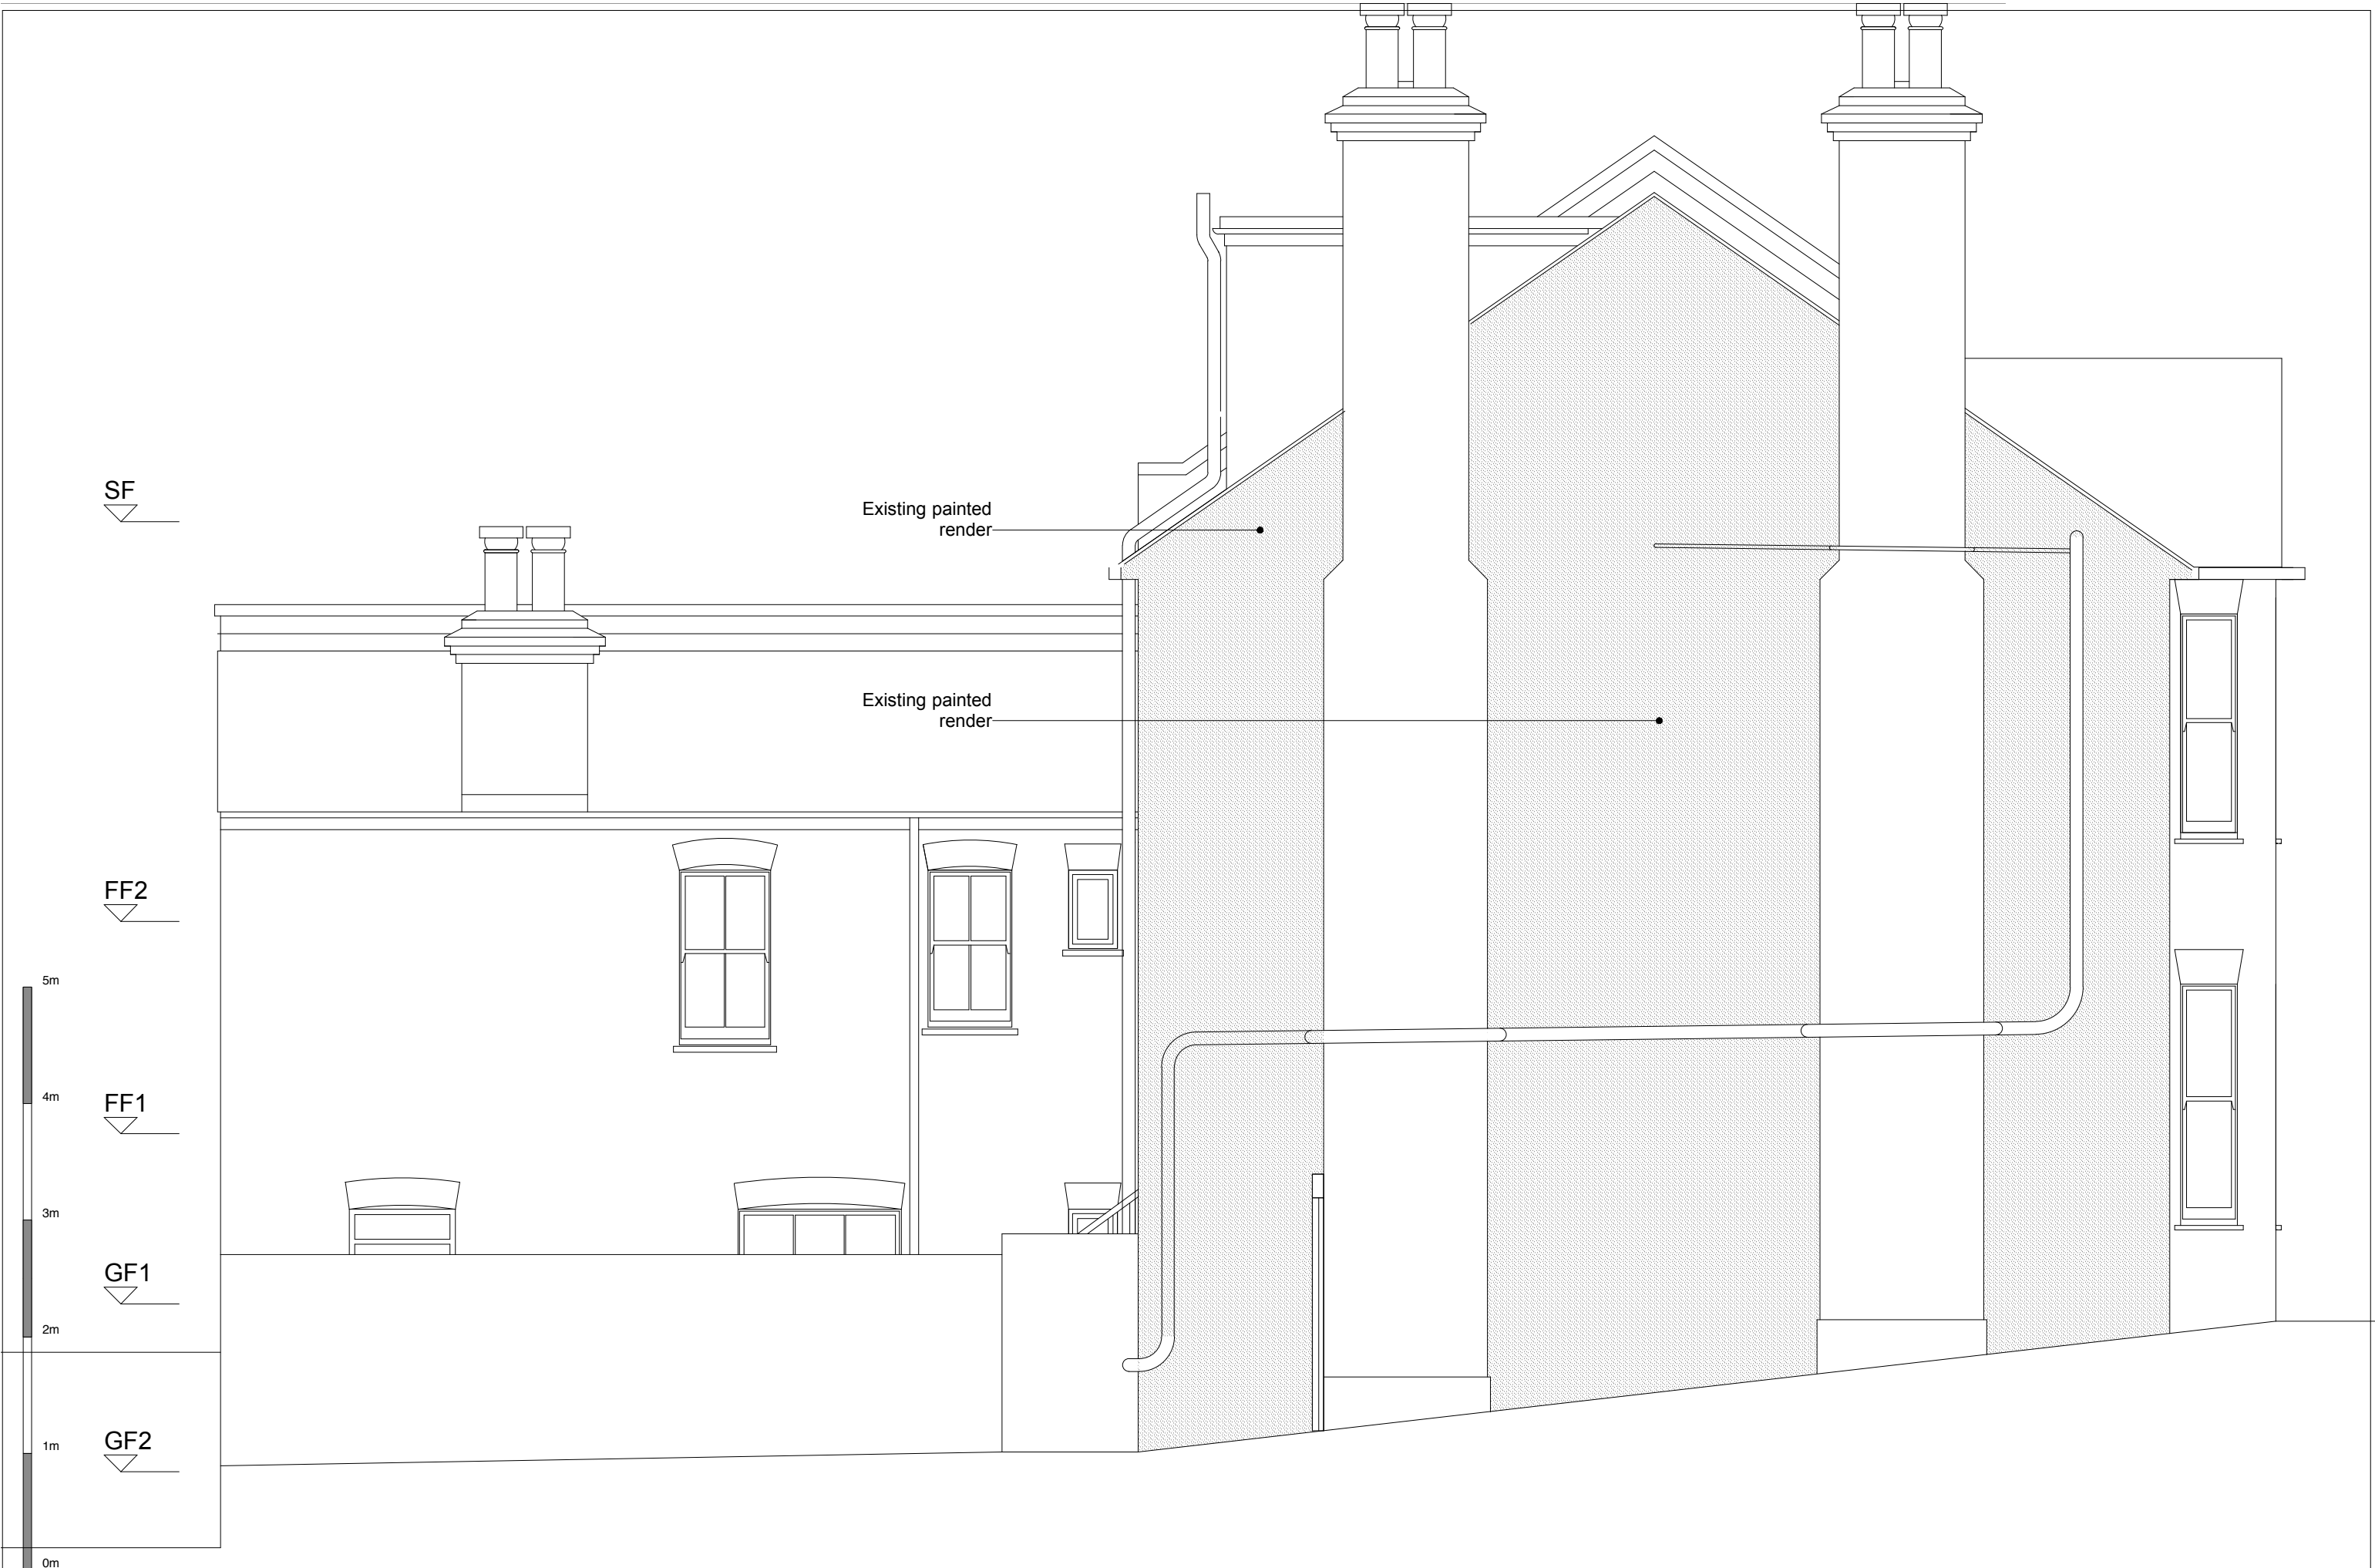 SF
Existing painted
render
Existing painted
render
FF2
5m
4m
FF1
3m
GF1
2m
1m
GF2
0m